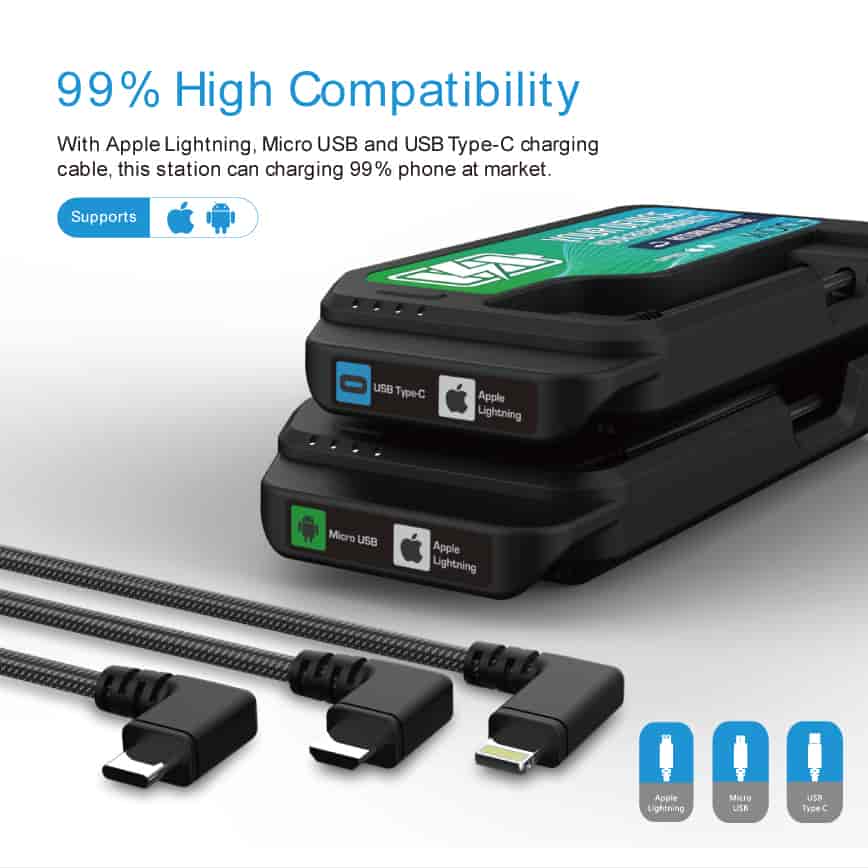 99% High Compatibility
With Apple Lightning, Micro USB and USB Type-C charging
cable, this station can charging 99% phone at market.
Supports
USB Type-C
Apple
Lightning
Micro USB
Apple
Lightning
Apple
Lightning
Micro
USB
USB
Type C